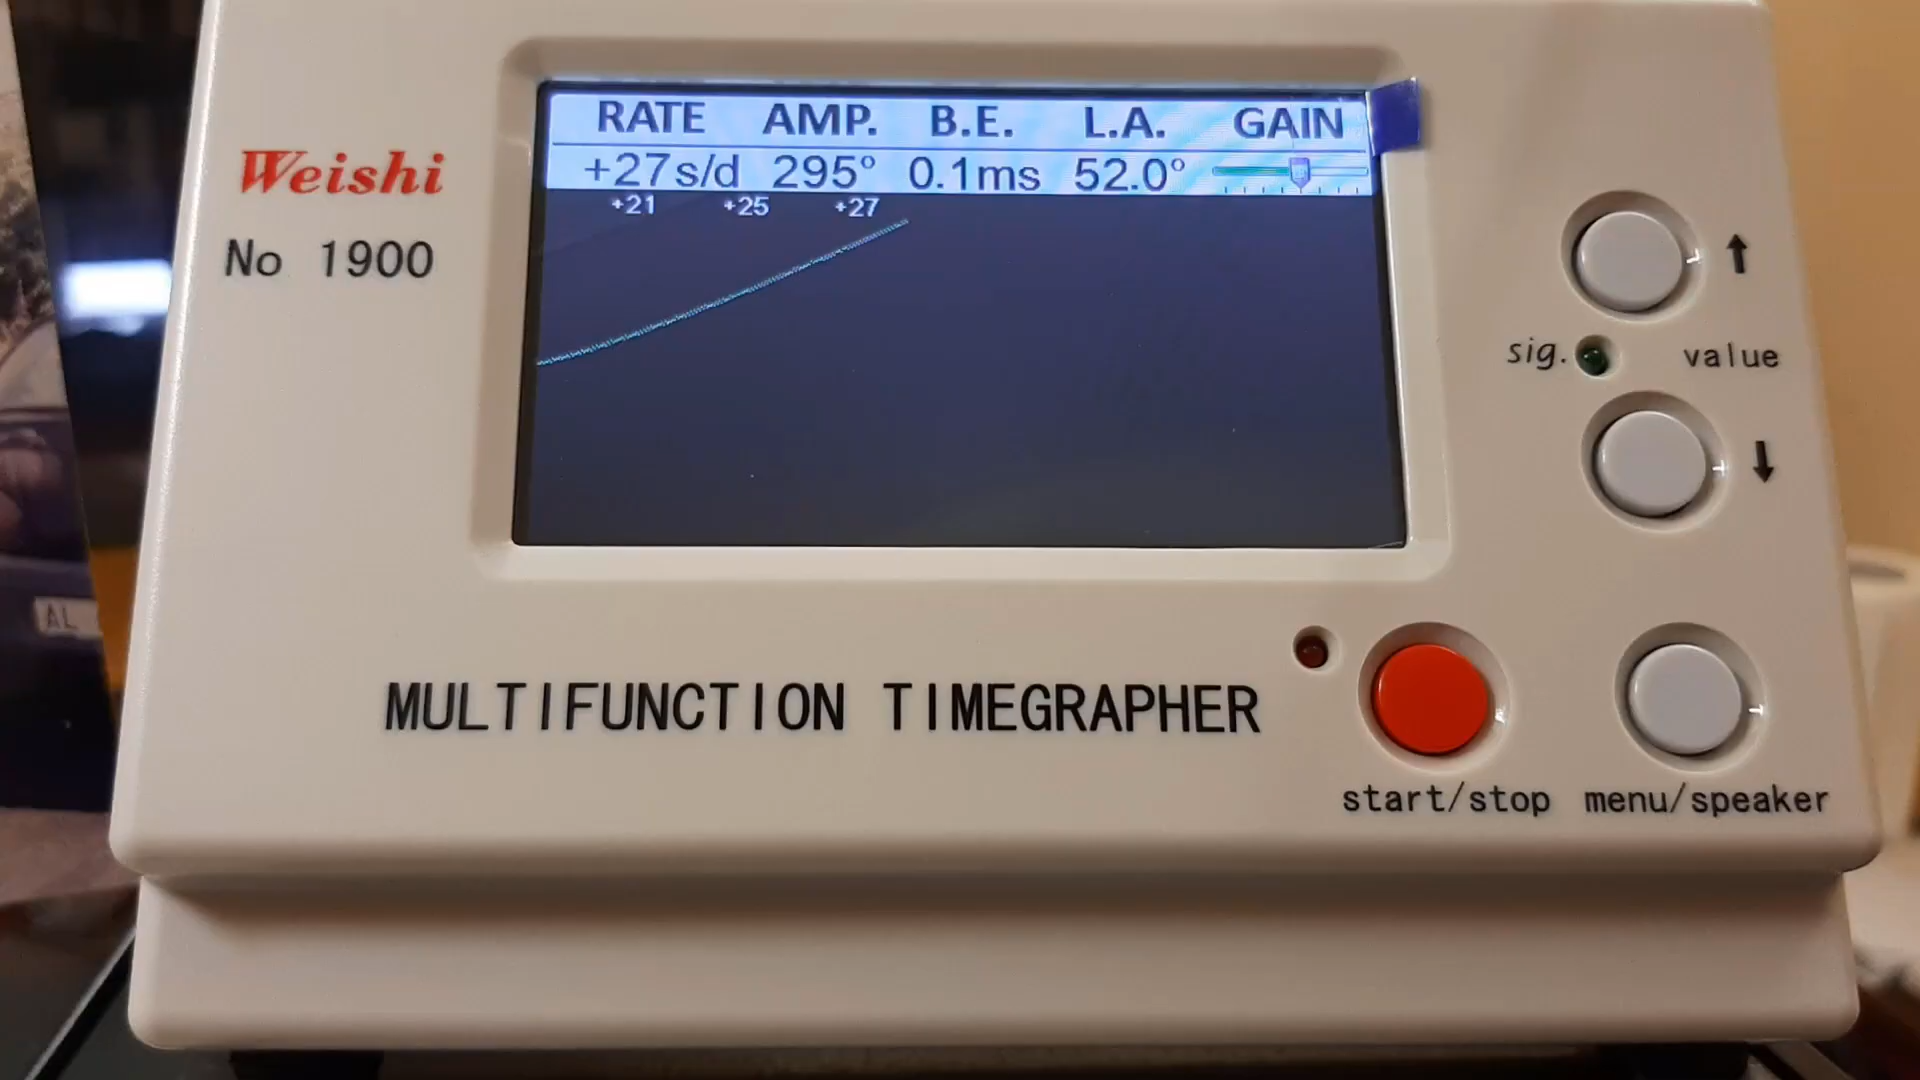 RATE AMP. B.E. L.A. GAIN
+27s/d 295° 0.1ms 52.0°
+21 +25 +27
Weishi
No 1900
↑
sig. value
↓
MULTIFUNCTION TIMEGRAPHER
start/stop menu/speaker
AL